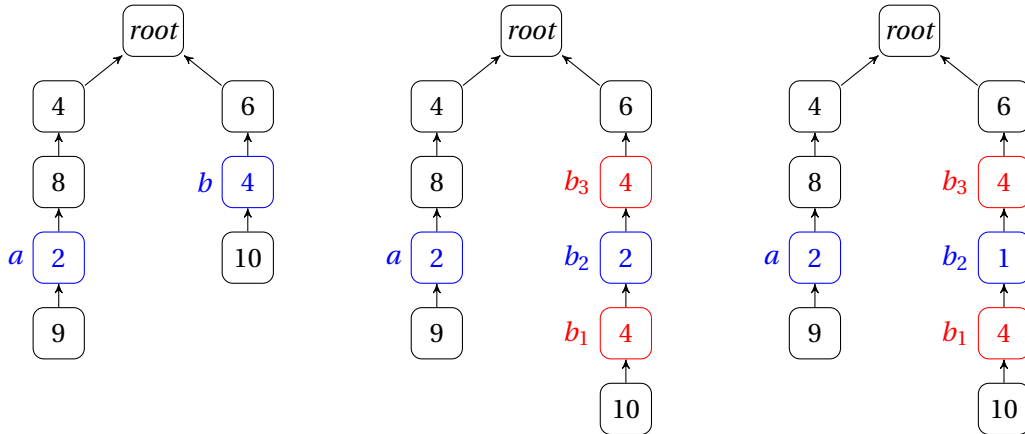 root root root
4 6 4 6 4 6
8 b 4 8 b₃ 4 8 b₃ 4
a 2 10 a 2 b₂ 2 a 2 b₂ 1
9 9 b₁ 4 9 b₁ 4
10 10